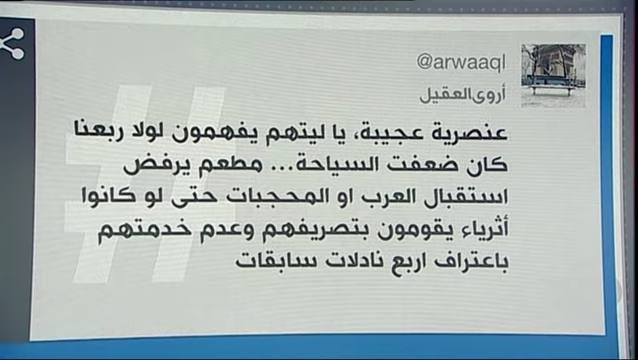 @arwaaql
أروى العقيل
عنصرية عجيبة، يا ليتهم يفهمون لولا ربعنا
كان ضعفت السياحة... مطعم يرفض
استقبال العرب او المحجبات حتى لو كانوا
أثرياء يقومون بتصريفهم وعدم خدمتهم
باعتراف اربع نادلات سابقات